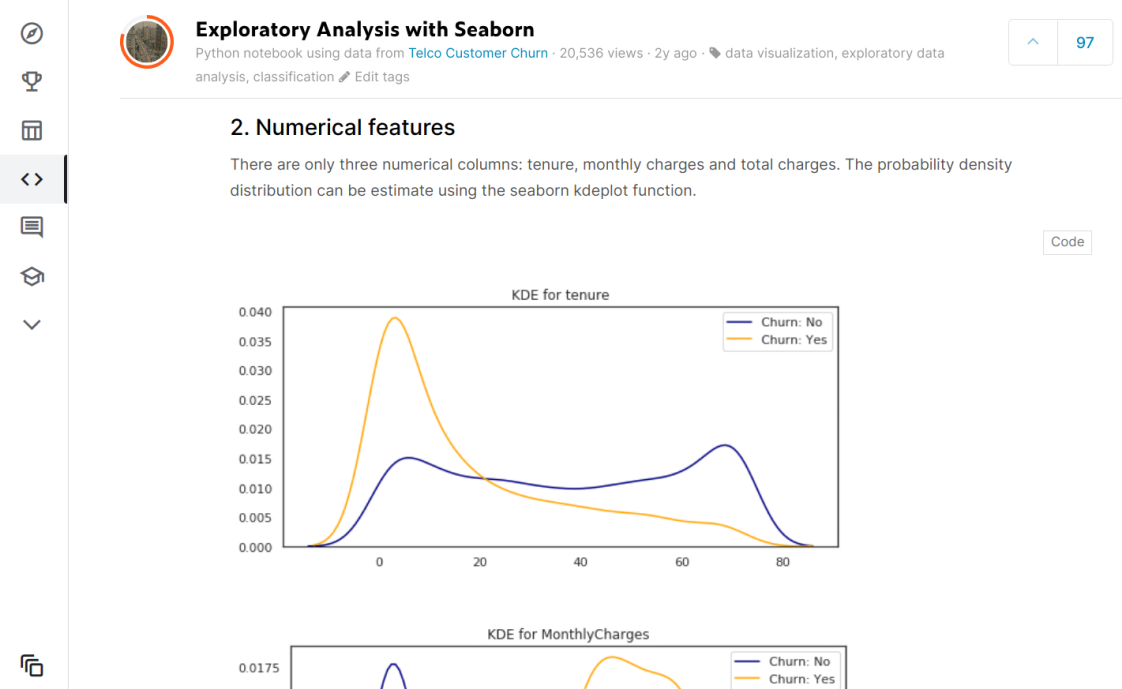 Exploratory Analysis with Seaborn
Python notebook using data from Telco Customer Churn · 20,536 views · 2y ago · data visualization, exploratory data
analysis, classification Edit tags
97
2. Numerical features
There are only three numerical columns: tenure, monthly charges and total charges. The probability density
distribution can be estimate using the seaborn kdeplot function.
Code
KDE for tenure
0.040
0.035
0.030
0.025
0.020
0.015
0.010
0.005
0.000
Churn: No
Churn: Yes
0 20 40 60 80
KDE for MonthlyCharges
0.0175
Churn: No
Churn: Yes